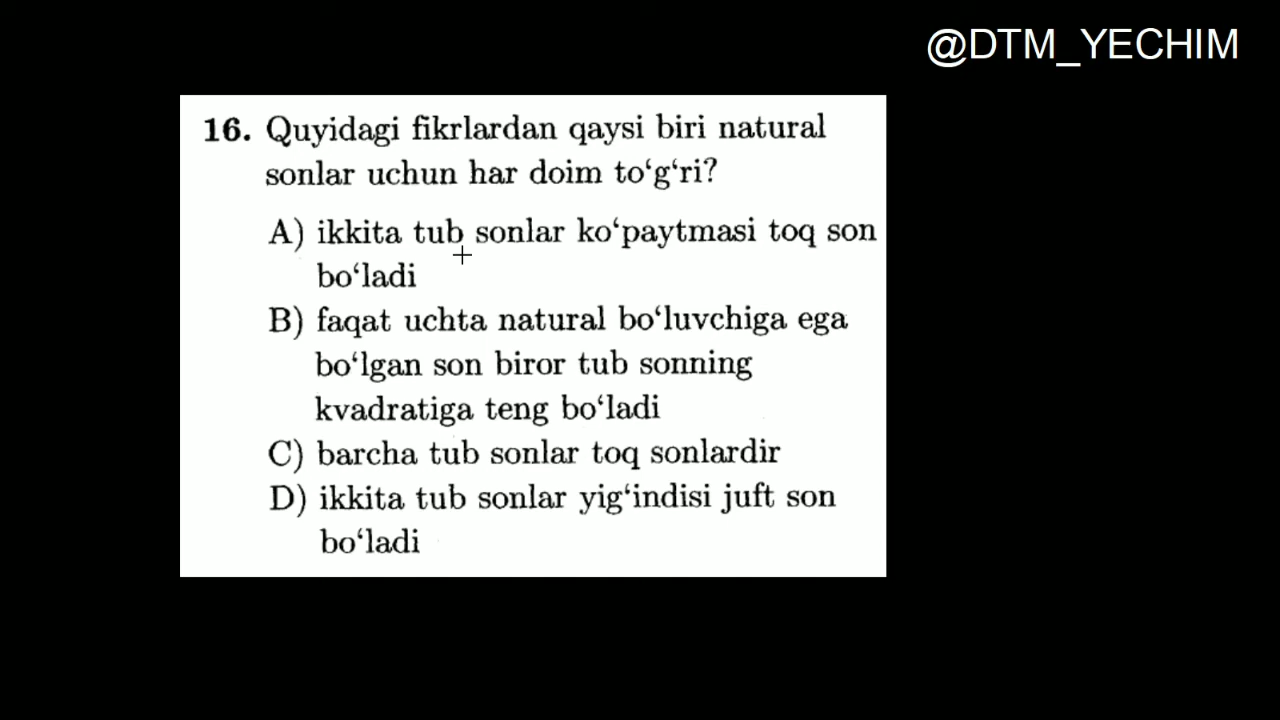 @DTM_YECHIM
16. Quyidagi fikrlardan qaysi biri natural
sonlar uchun har doim to‘g‘ri?
A) ikkita tub sonlar ko‘paytmasi toq son
bo‘ladi
B) faqat uchta natural bo‘luvchiga ega
bo‘lgan son biror tub sonning
kvadratiga teng bo‘ladi
C) barcha tub sonlar toq sonlardir
D) ikkita tub sonlar yig‘indisi juft son
bo‘ladi